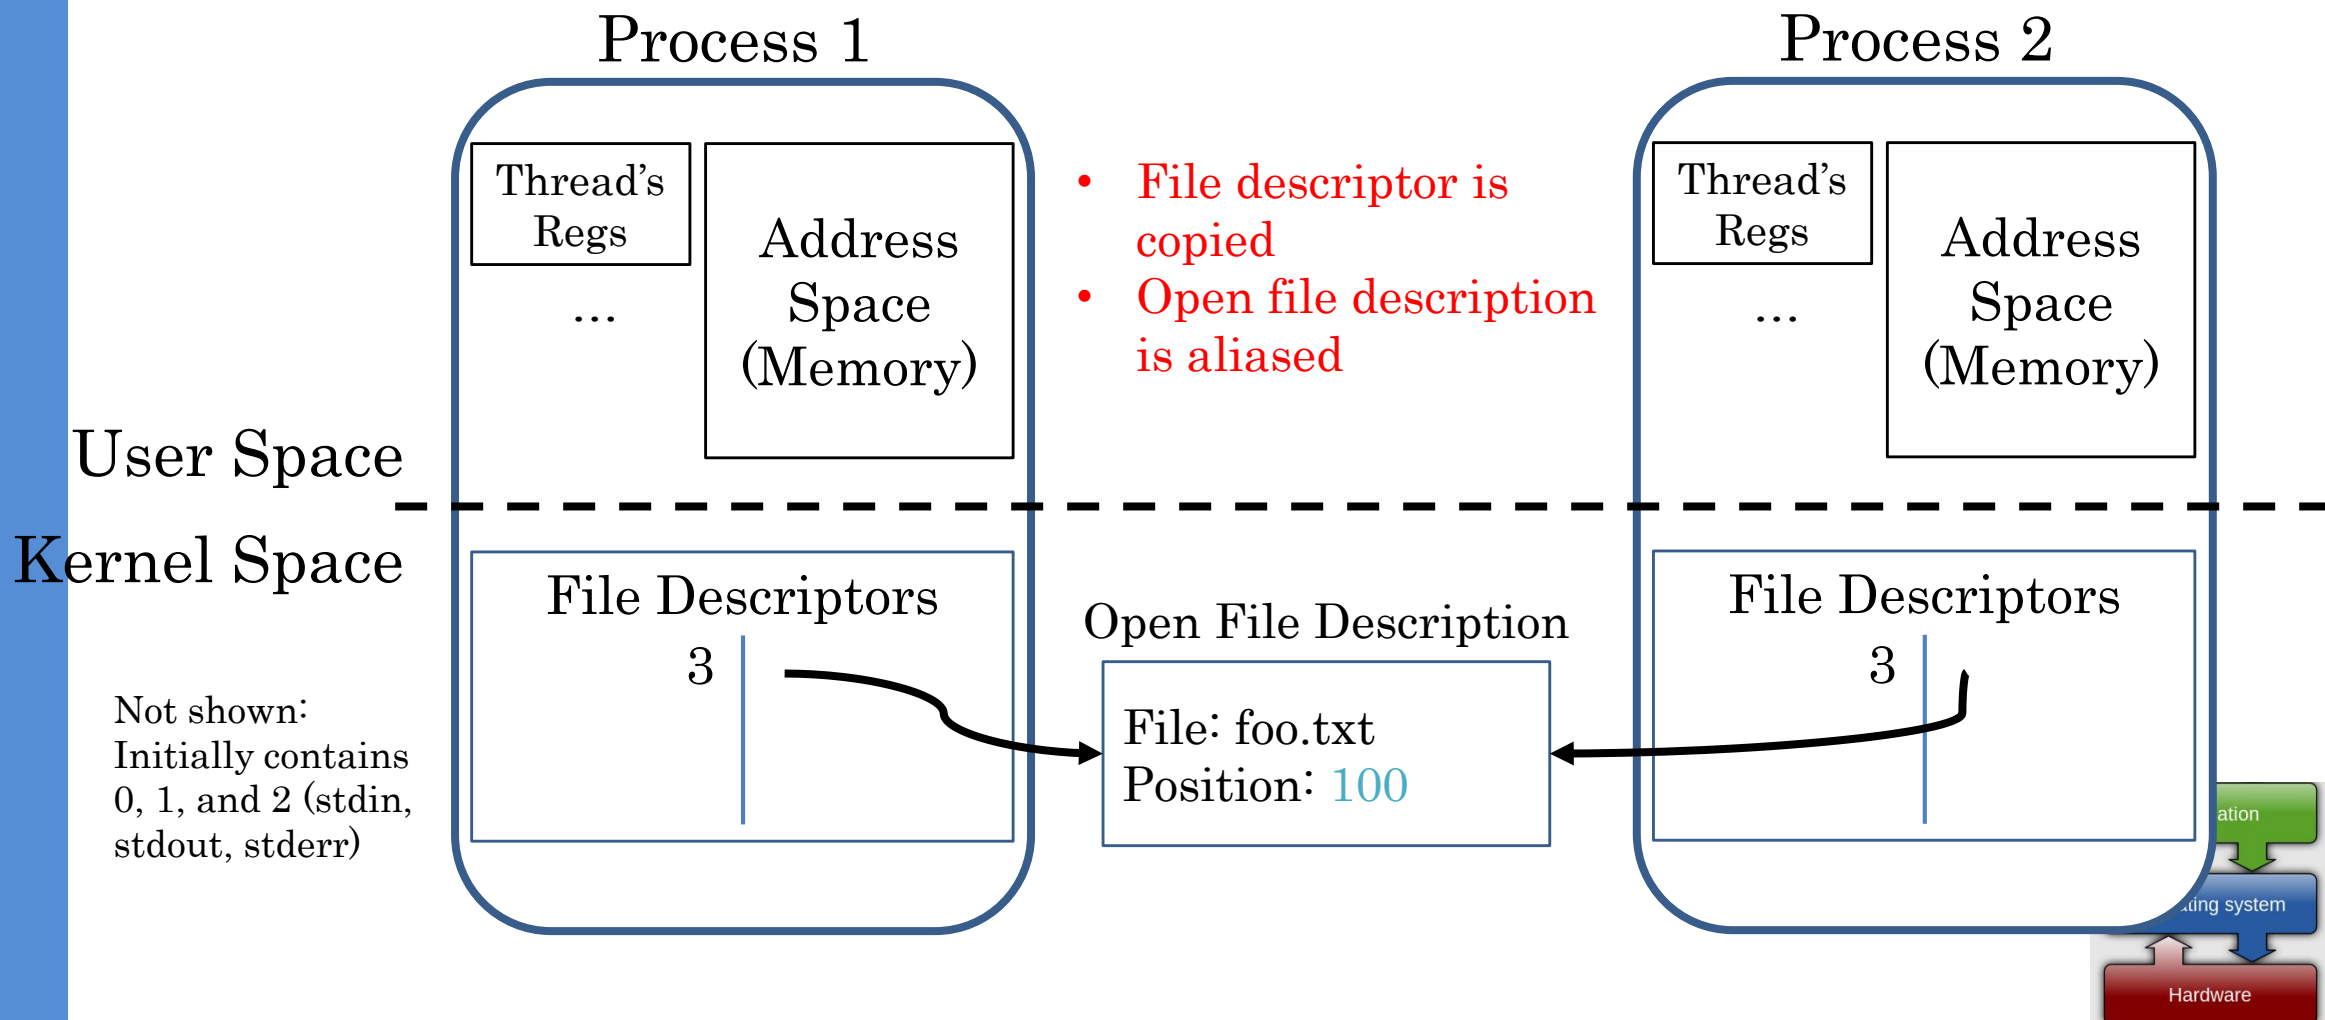 Process 1
Thread’s
Regs
...
Address
Space
(Memory)
• File descriptor is
copied
• Open file description
is aliased
Process 2
Thread’s
Regs
...
Address
Space
(Memory)
User Space
Kernel Space
Not shown:
Initially contains
0, 1, and 2 (stdin,
stdout, stderr)
File Descriptors
3
Open File Description
File: foo.txt
Position: 100
File Descriptors
3
ation
ating system
Hardware